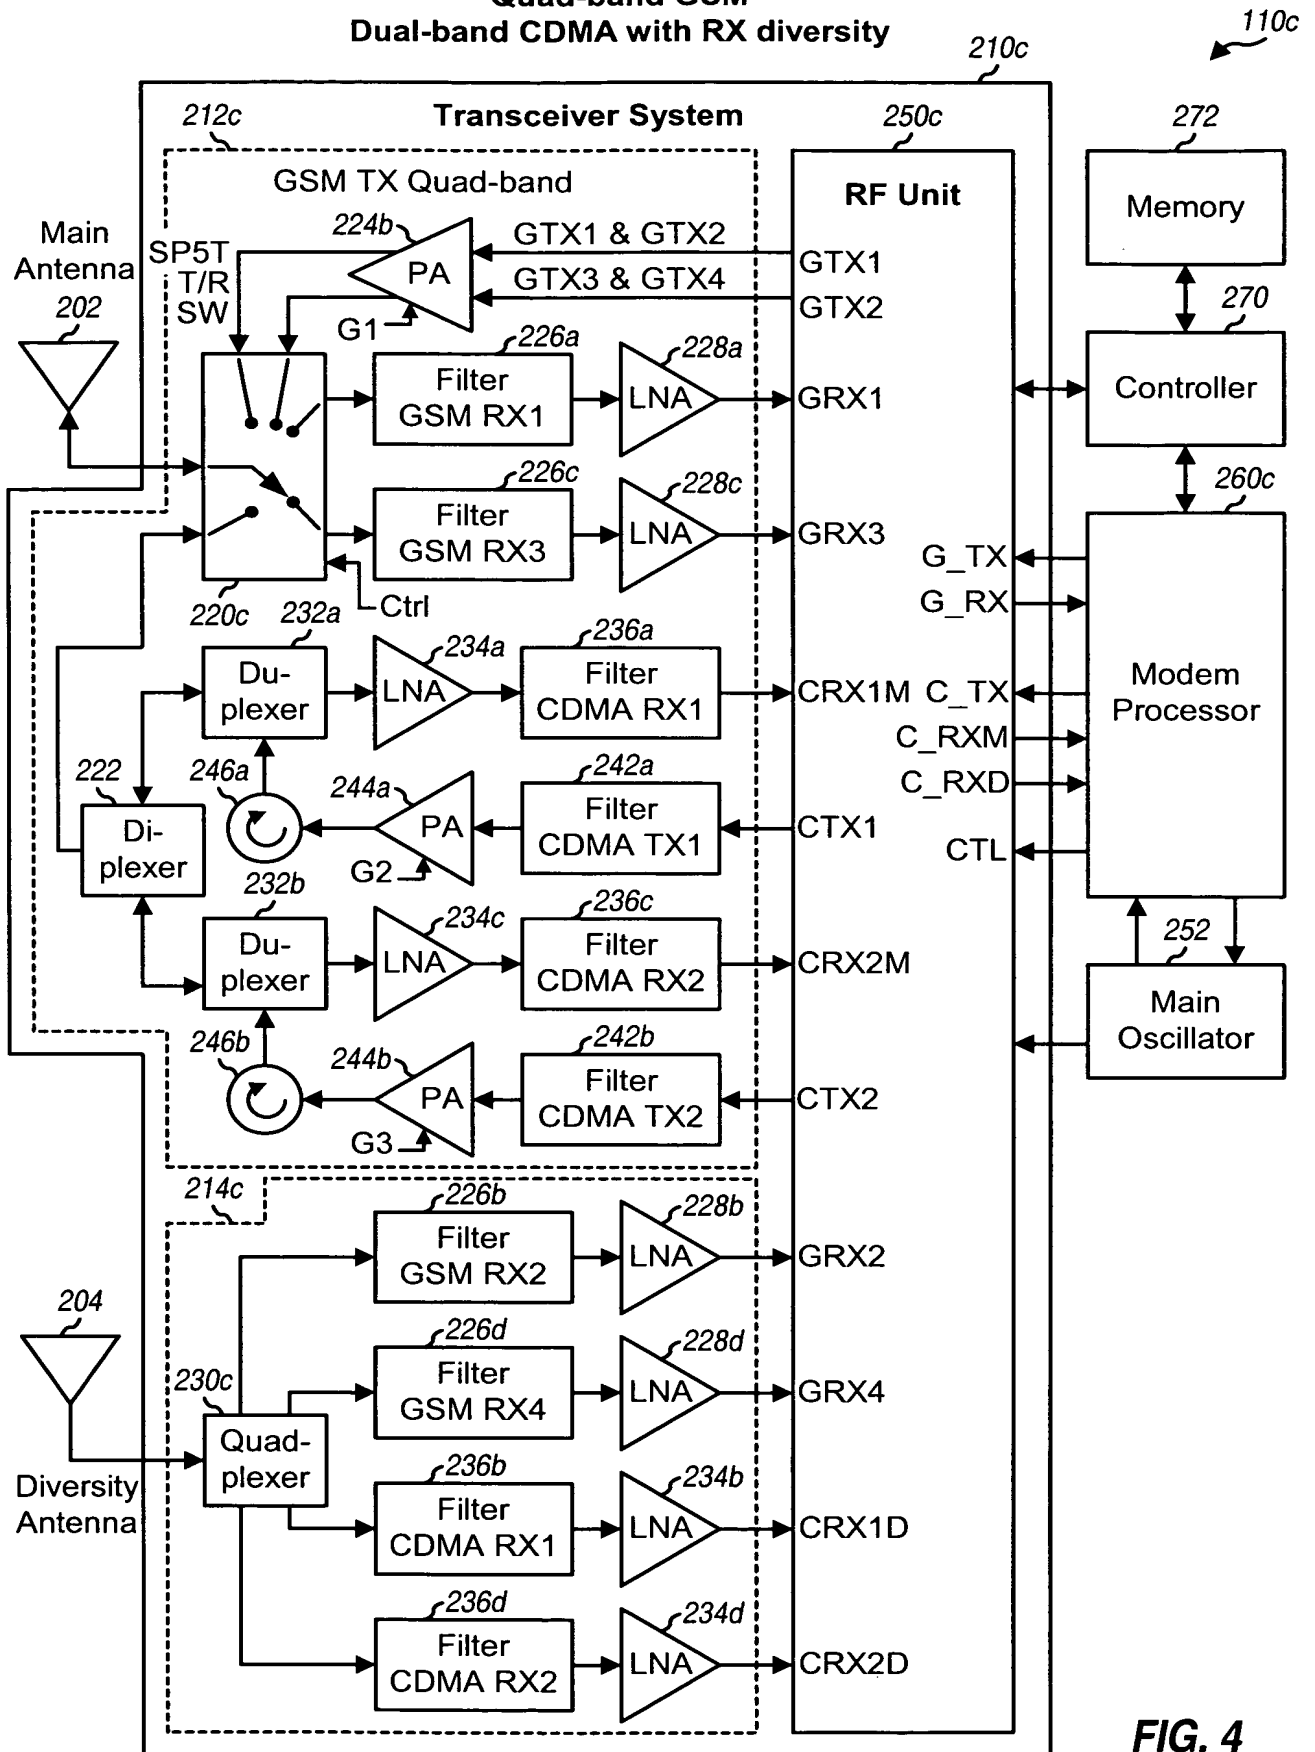 Quad-band GSM
Dual-band CDMA with RX diversity
110c
210c
Transceiver System
212c
250c
272
GSM TX Quad-band
RF Unit
Memory
224b
Main
Antenna
202
SP5T
T/R
SW
PA
GTX1 & GTX2
GTX1
GTX3 & GTX4
GTX2
G1
270
Controller
226a
Filter
GSM RX1
228a
LNA
GRX1
226c
Filter
GSM RX3
228c
LNA
GRX3
260c
G_TX
G_RX
Ctrl
220c
232a
Du-
plexer
234a
LNA
236a
Filter
CDMA RX1
CRX1M
C_TX
C_RXM
C_RXD
CTL
Modem
Processor
222
Di-
plexer
246a
244a
PA
G2
242a
Filter
CDMA TX1
CTX1
232b
Du-
plexer
234c
LNA
236c
Filter
CDMA RX2
CRX2M
252
Main
Oscillator
246b
244b
PA
G3
242b
Filter
CDMA TX2
CTX2
214c
226b
Filter
GSM RX2
228b
LNA
GRX2
204
226d
Filter
GSM RX4
228d
LNA
GRX4
230c
Quad-
plexer
Diversity
Antenna
236b
Filter
CDMA RX1
234b
LNA
CRX1D
236d
Filter
CDMA RX2
234d
LNA
CRX2D
FIG. 4